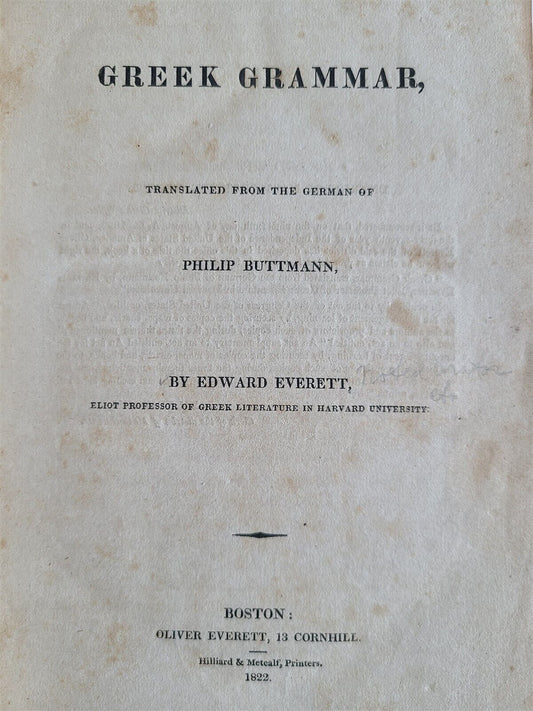 GREEK GRAMMAR,
TRANSLATED FROM THE GERMAN OF
PHILIP BUTTMANN,
BY EDWARD EVERETT,
ELIOT PROFESSOR OF GREEK LITERATURE IN HARVARD UNIVERSITY.
BOSTON:
OLIVER EVERETT, 13 CORNHILL.
Hilliard & Metcalf, Printers.
1822.